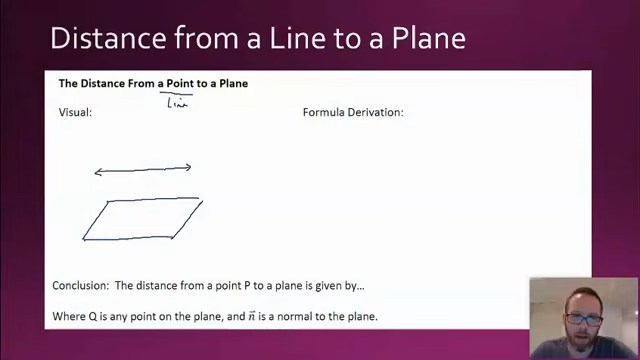 Distance from a Line to a Plane
The Distance From a Point to a Plane
Line
Visual:
Formula Derivation:
Conclusion: The distance from a point P to a plane is given by...
Where Q is any point on the plane, and n⃗ is a normal to the plane.